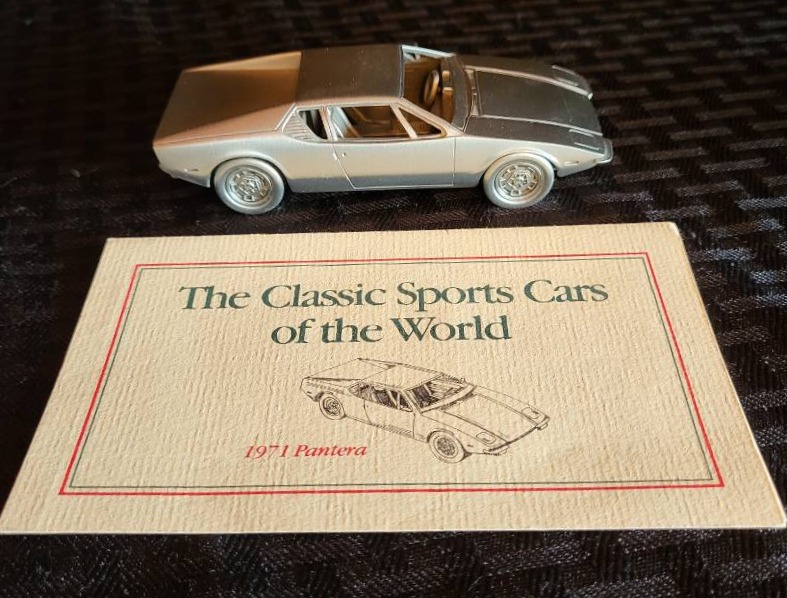 The Classic Sports Cars
of the World
1971 Pantera